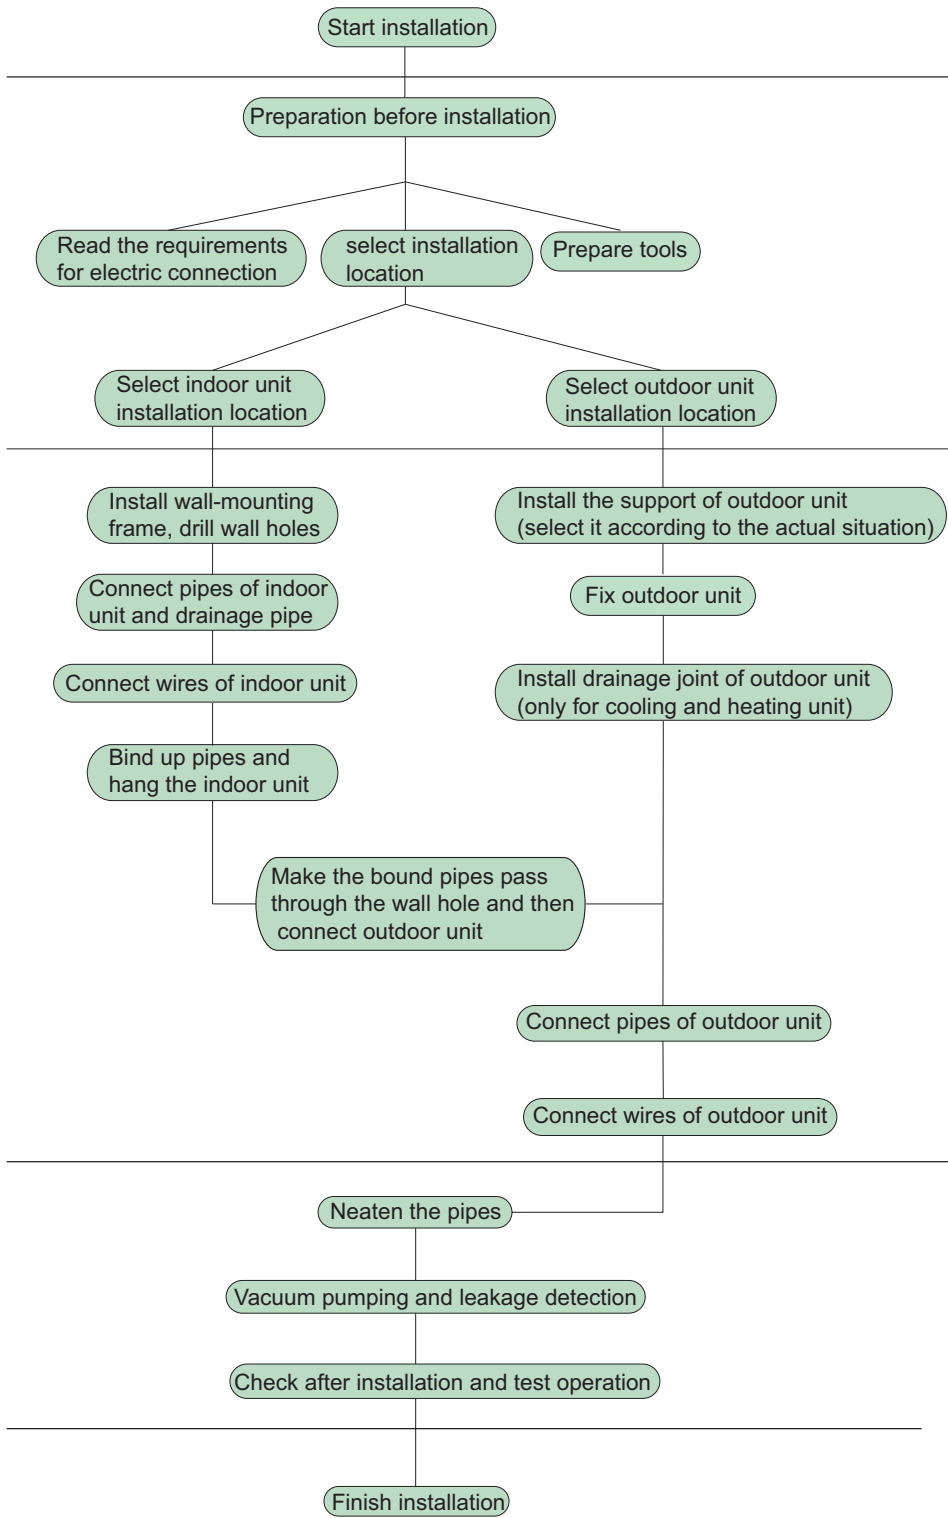 Start installation
Preparation before installation
Read the requirements
for electric connection
select installation
location
Prepare tools
Select indoor unit
installation location
Select outdoor unit
installation location
Install wall-mounting
frame, drill wall holes
Install the support of outdoor unit
(select it according to the actual situation)
Connect pipes of indoor
unit and drainage pipe
Fix outdoor unit
Connect wires of indoor unit
Install drainage joint of outdoor unit
(only for cooling and heating unit)
Bind up pipes and
hang the indoor unit
Make the bound pipes pass
through the wall hole and then
connect outdoor unit
Connect pipes of outdoor unit
Connect wires of outdoor unit
Neaten the pipes
Vacuum pumping and leakage detection
Check after installation and test operation
Finish installation